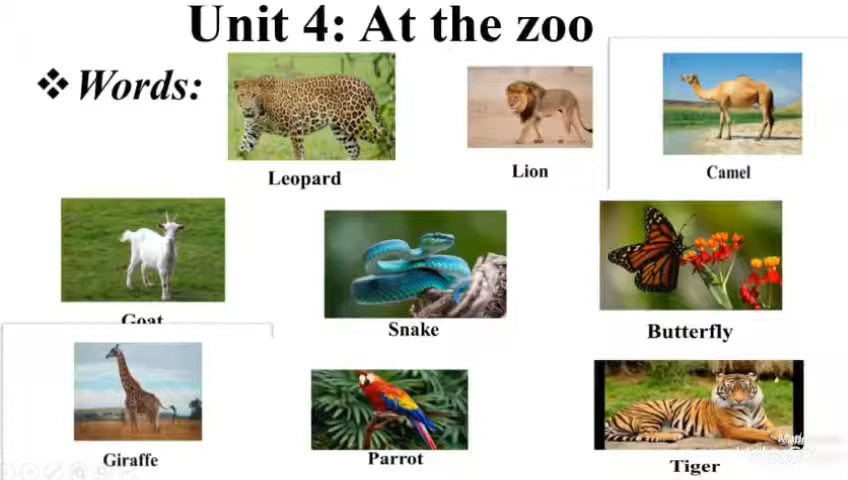 Unit 4: At the zoo
❖ Words:
Leopard
Lion
Camel
Goat
Snake
Butterfly
Giraffe
Parrot
Tiger